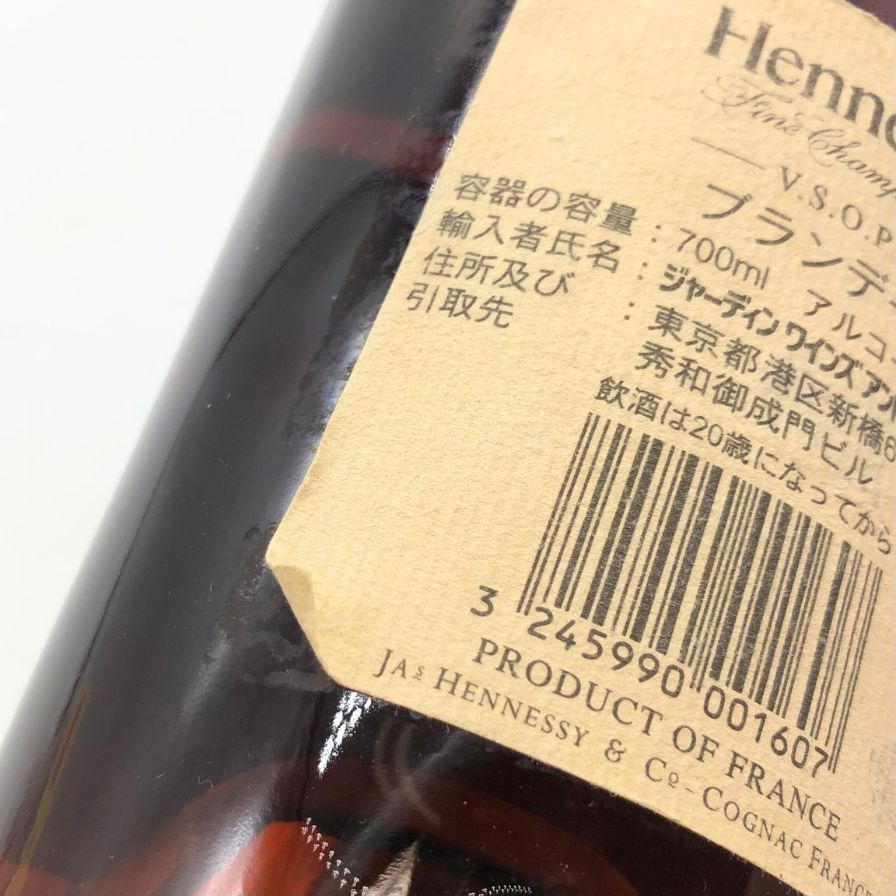 Henne
Fine Champ
V.S.O.P
ブランデ
アルコ
容器の容量 : 700ml
輸入者氏名 : ジャーディン ワインズ アン
住所及び : 東京都港区新橋6
引取先 秀和御成門ビル
飲酒は20歳になってから
3 245990 001607
PRODUCT OF FRANCE
JAS HENNESSY & Cº - COGNAC FRANCE